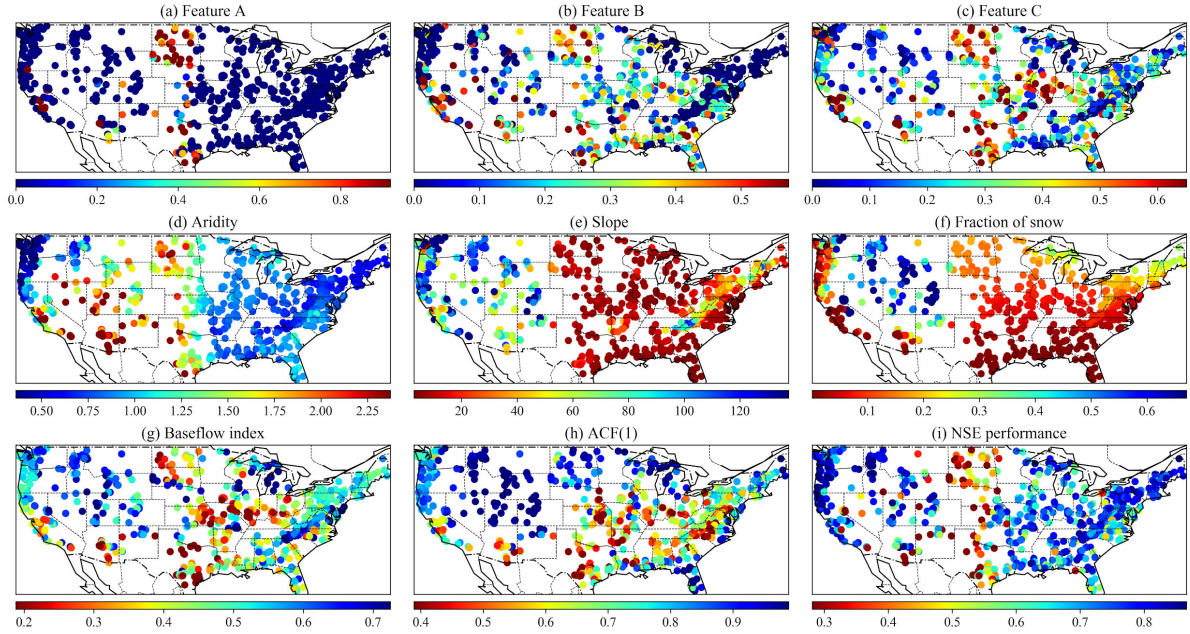 (a) Feature A (b) Feature B (c) Feature C
0.0 0.2 0.4 0.6 0.8 0.0 0.1 0.2 0.3 0.4 0.5 0.0 0.1 0.2 0.3 0.4 0.5 0.6
(d) Aridity (e) Slope (f) Fraction of snow
0.50 0.75 1.00 1.25 1.50 1.75 2.00 2.25 20 40 60 80 100 120 0.1 0.2 0.3 0.4 0.5 0.6
(g) Baseflow index (h) ACF(1) (i) NSE performance
0.2 0.3 0.4 0.5 0.6 0.7 0.4 0.5 0.6 0.7 0.8 0.9 0.3 0.4 0.5 0.6 0.7 0.8